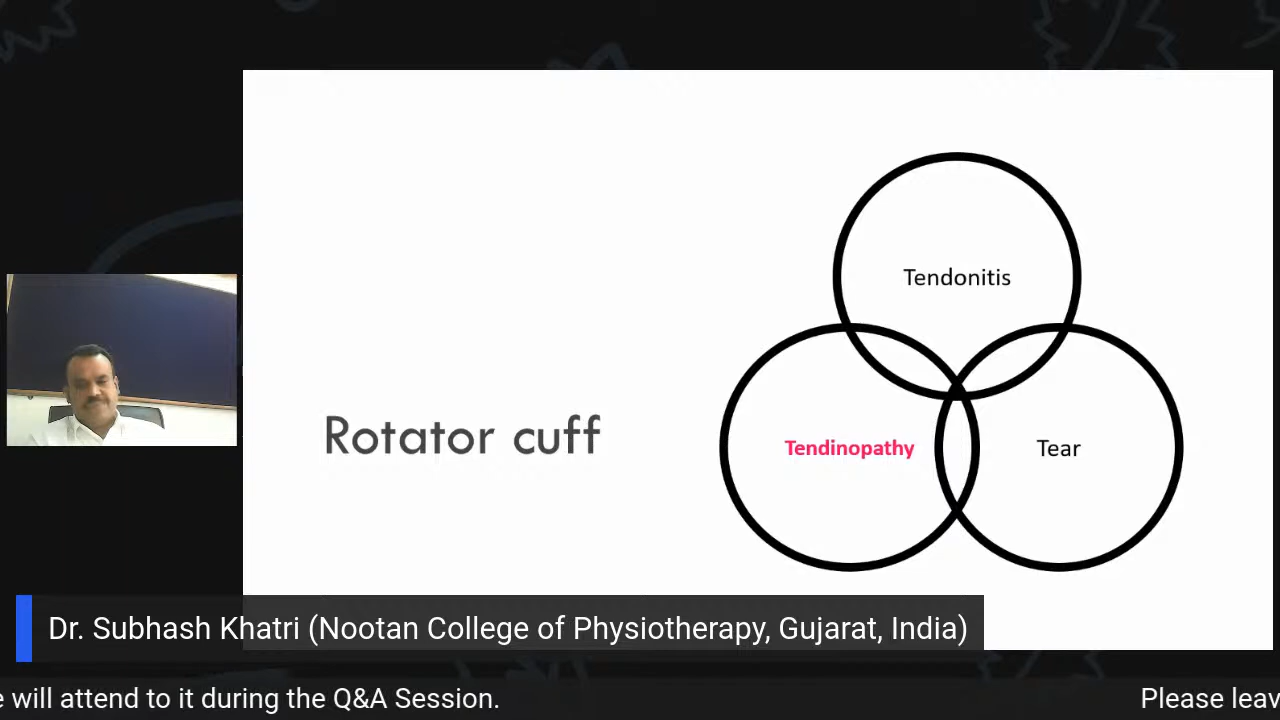 Tendonitis
Rotator cuff
Tendinopathy
Tear
Dr. Subhash Khatri (Nootan College of Physiotherapy, Gujarat, India)
will attend to it during the Q&A Session.
Please